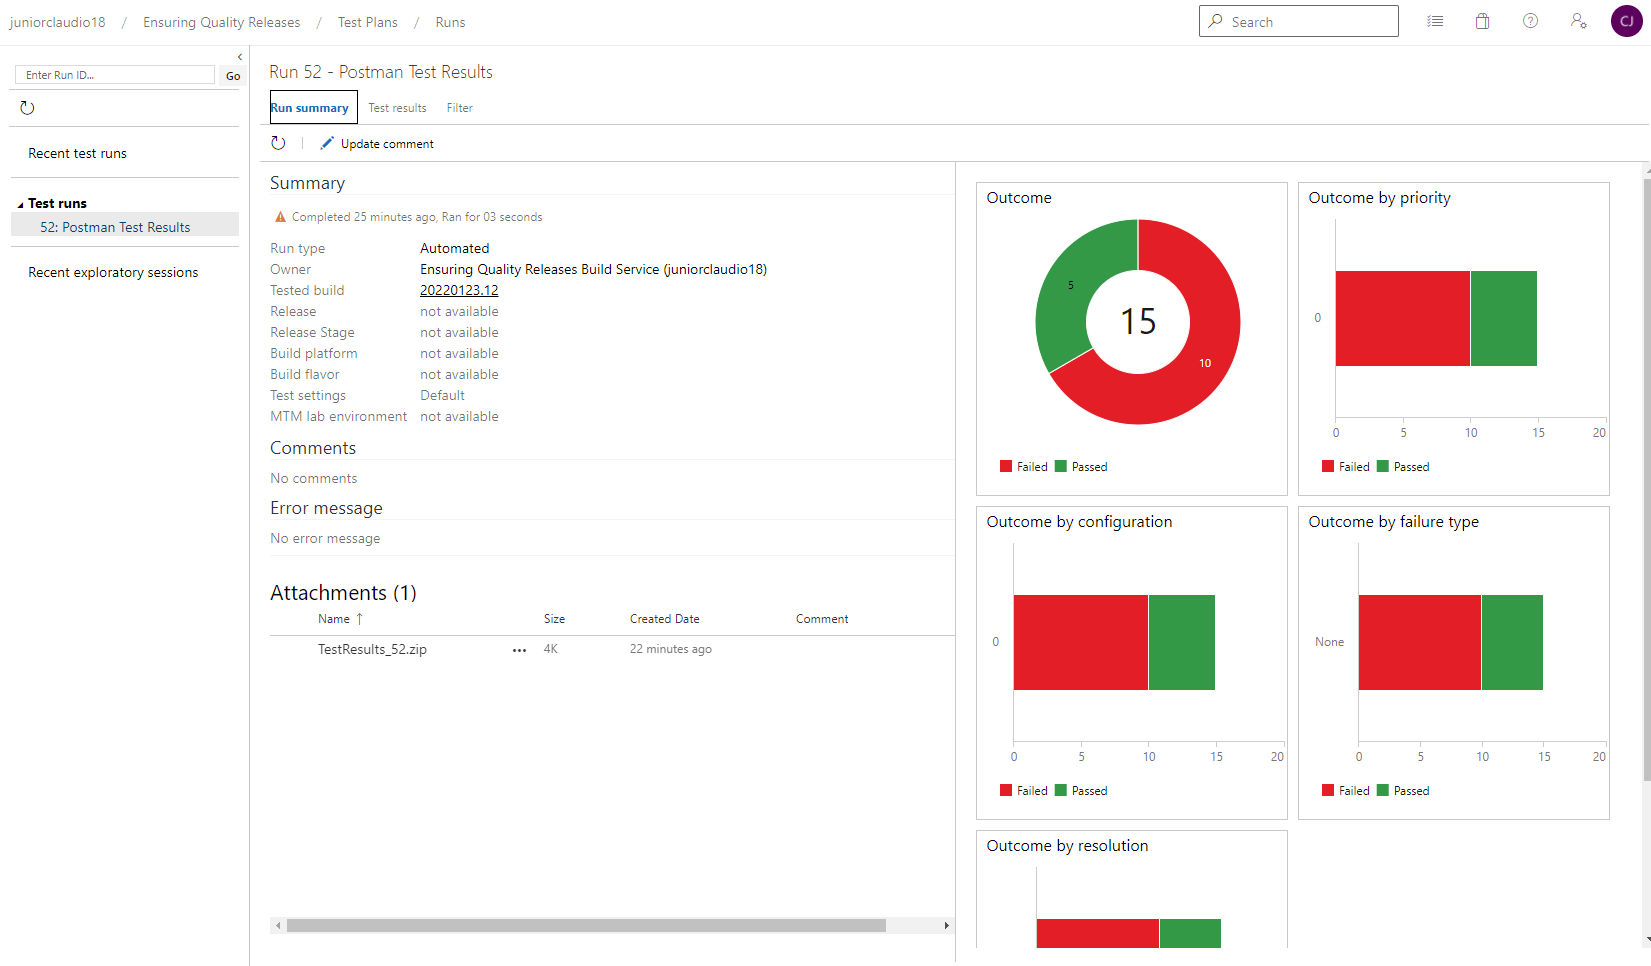 juniorclaudio18 / Ensuring Quality Releases / Test Plans / Runs
Search
?
CJ
Enter Run ID...
Go
Recent test runs
Test runs
52: Postman Test Results
Recent exploratory sessions
Run 52 - Postman Test Results
Run summary Test results Filter
Update comment
Summary
Completed 25 minutes ago, Ran for 03 seconds
Run type Automated
Owner Ensuring Quality Releases Build Service (juniorclaudio18)
Tested build 20220123.12
Release not available
Release Stage not available
Build platform not available
Build flavor not available
Test settings Default
MTM lab environment not available
Comments
No comments
Error message
No error message
Attachments (1)
Name ↑ Size Created Date Comment
TestResults_52.zip ... 4K 22 minutes ago
Outcome
5
15
10
Failed Passed
Outcome by priority
0
0 5 10 15 20
Failed Passed
Outcome by configuration
0
0 5 10 15 20
Failed Passed
Outcome by failure type
None
0 5 10 15 20
Failed Passed
Outcome by resolution